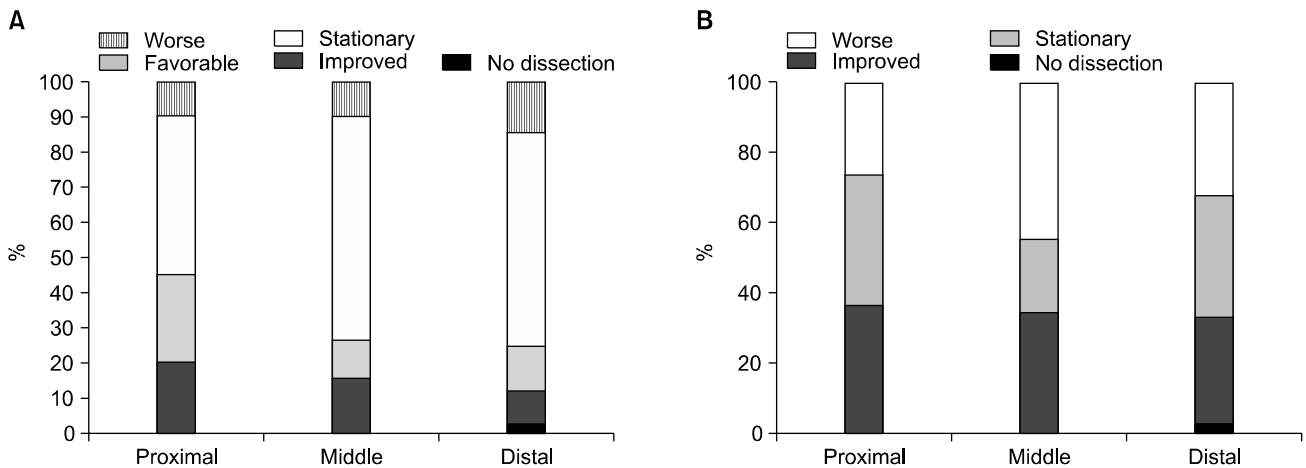 A
Worse
Stationary
Favorable
Improved
No dissection
100
90
80
70
60
50
40
30
20
10
0
%
Proximal
Middle
Distal
B
Worse
Stationary
Improved
No dissection
100
80
60
40
20
0
%
Proximal
Middle
Distal